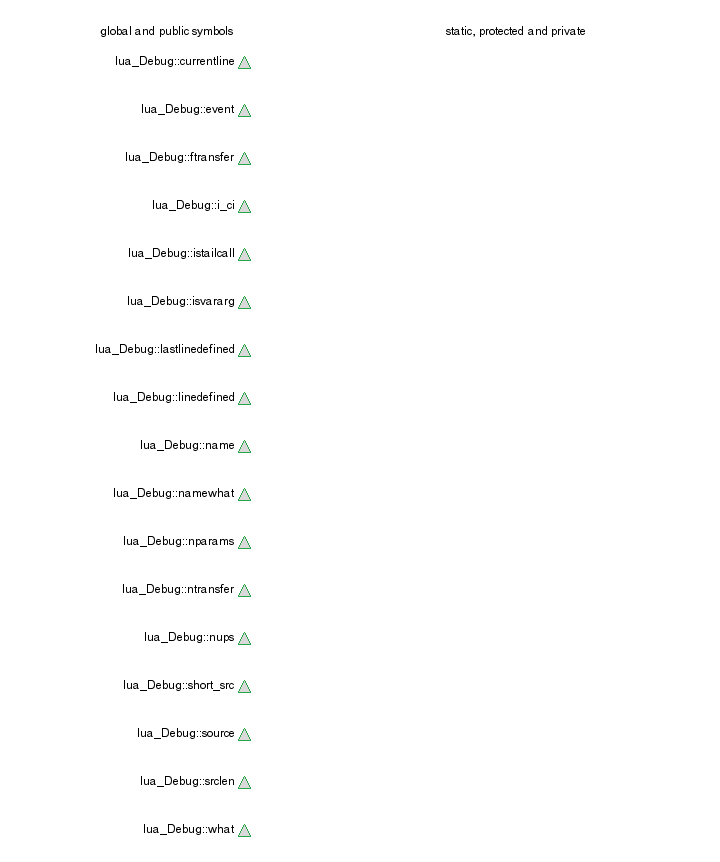 global and public symbols
static, protected and private
lua_Debug::currentline
lua_Debug::event
lua_Debug::ftransfer
lua_Debug::i_ci
lua_Debug::istailcall
lua_Debug::isvararg
lua_Debug::lastlinedefined
lua_Debug::linedefined
lua_Debug::name
lua_Debug::namewhat
lua_Debug::nparams
lua_Debug::ntransfer
lua_Debug::nups
lua_Debug::short_src
lua_Debug::source
lua_Debug::srclen
lua_Debug::what